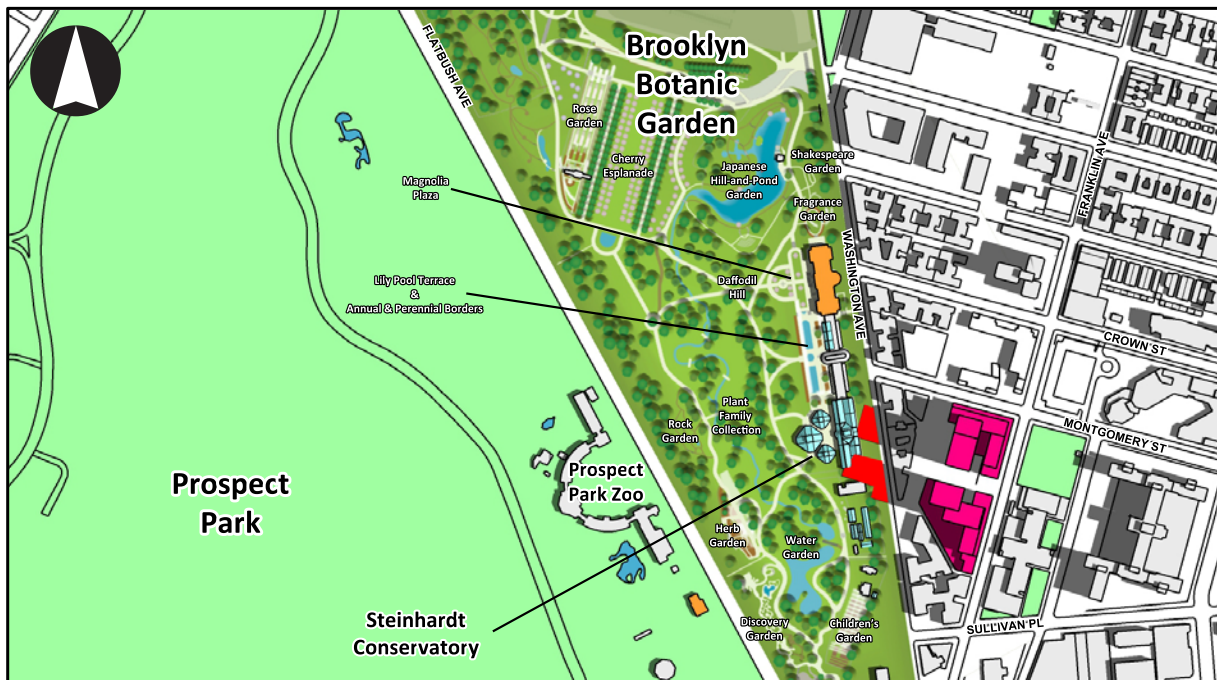 FLATBUSH AVE
Brooklyn
Botanic
Garden
Rose
Garden
Cherry
Esplanade
Japanese
Hill-and-Pond
Garden
Shakespeare
Garden
Fragrance
Garden
FRANKLIN AVE
Magnolia
Plaza
WASHINGTON AVE
Lily Pool Terrace
&
Annual & Perennial Borders
Daffodil
Hill
CROWN ST
Plant
Family
Collection
Rock
Garden
MONTGOMERY ST
Prospect
Park
Prospect
Park Zoo
Herb
Garden
Water
Garden
Steinhardt
Conservatory
Discovery
Garden
Children's
Garden
SULLIVAN PL